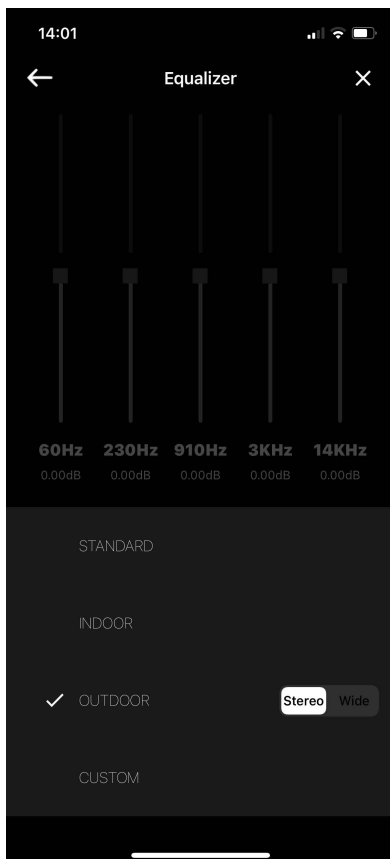 14:01
Equalizer
60Hz 230Hz 910Hz 3KHz 14KHz
0.00dB 0.00dB 0.00dB 0.00dB 0.00dB
STANDARD
INDOOR
OUTDOOR Stereo Wide
CUSTOM